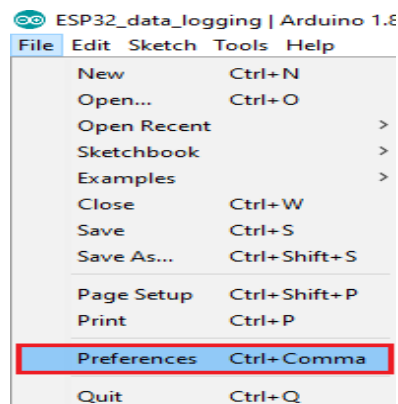 ESP32_data_logging | Arduino 1.8
File Edit Sketch Tools Help
New Ctrl+N
Open... Ctrl+O
Open Recent >
Sketchbook >
Examples >
Close Ctrl+W
Save Ctrl+S
Save As... Ctrl+Shift+S
Page Setup Ctrl+Shift+P
Print Ctrl+P
Preferences Ctrl+Comma
Quit Ctrl+Q